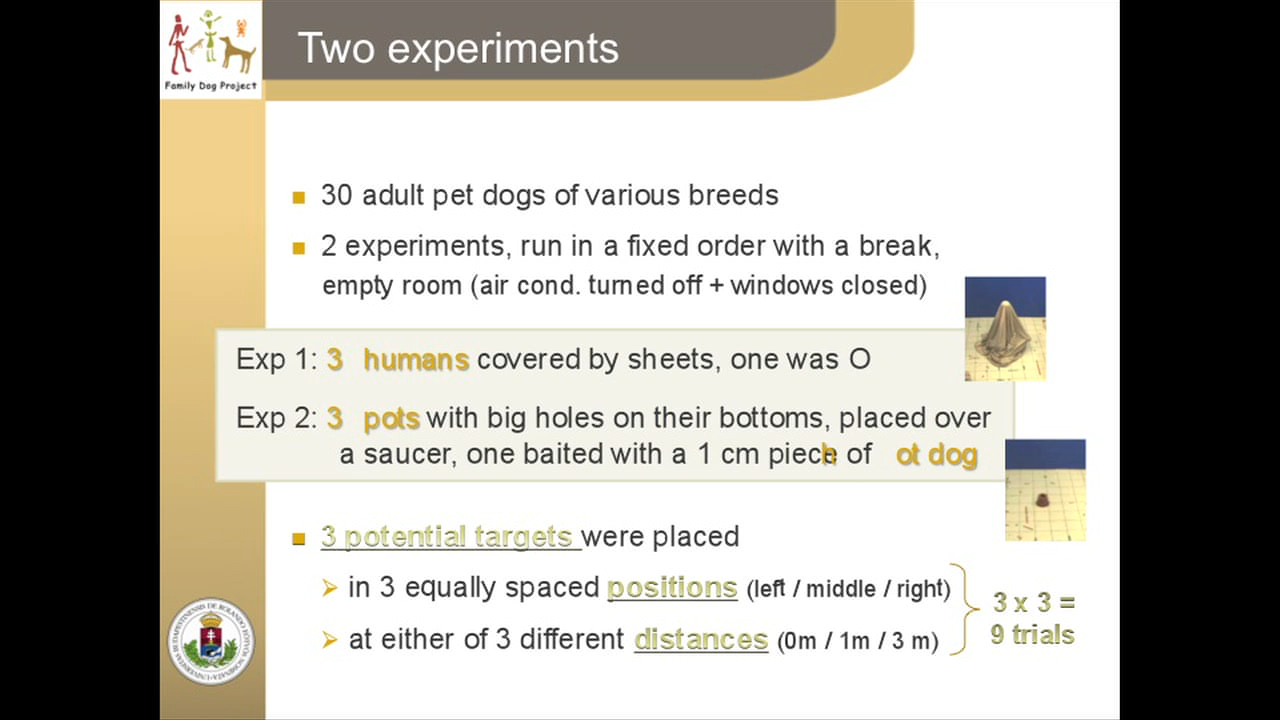 Two experiments
Family Dog Project
30 adult pet dogs of various breeds
2 experiments, run in a fixed order with a break,
empty room (air cond. turned off + windows closed)
Exp 1: 3 humans covered by sheets, one was O
Exp 2: 3 pots with big holes on their bottoms, placed over
a saucer, one baited with a 1 cm piece of hot dog
3 potential targets were placed
in 3 equally spaced positions (left / middle / right)
at either of 3 different distances (0m / 1m / 3 m)
3 x 3 =
9 trials